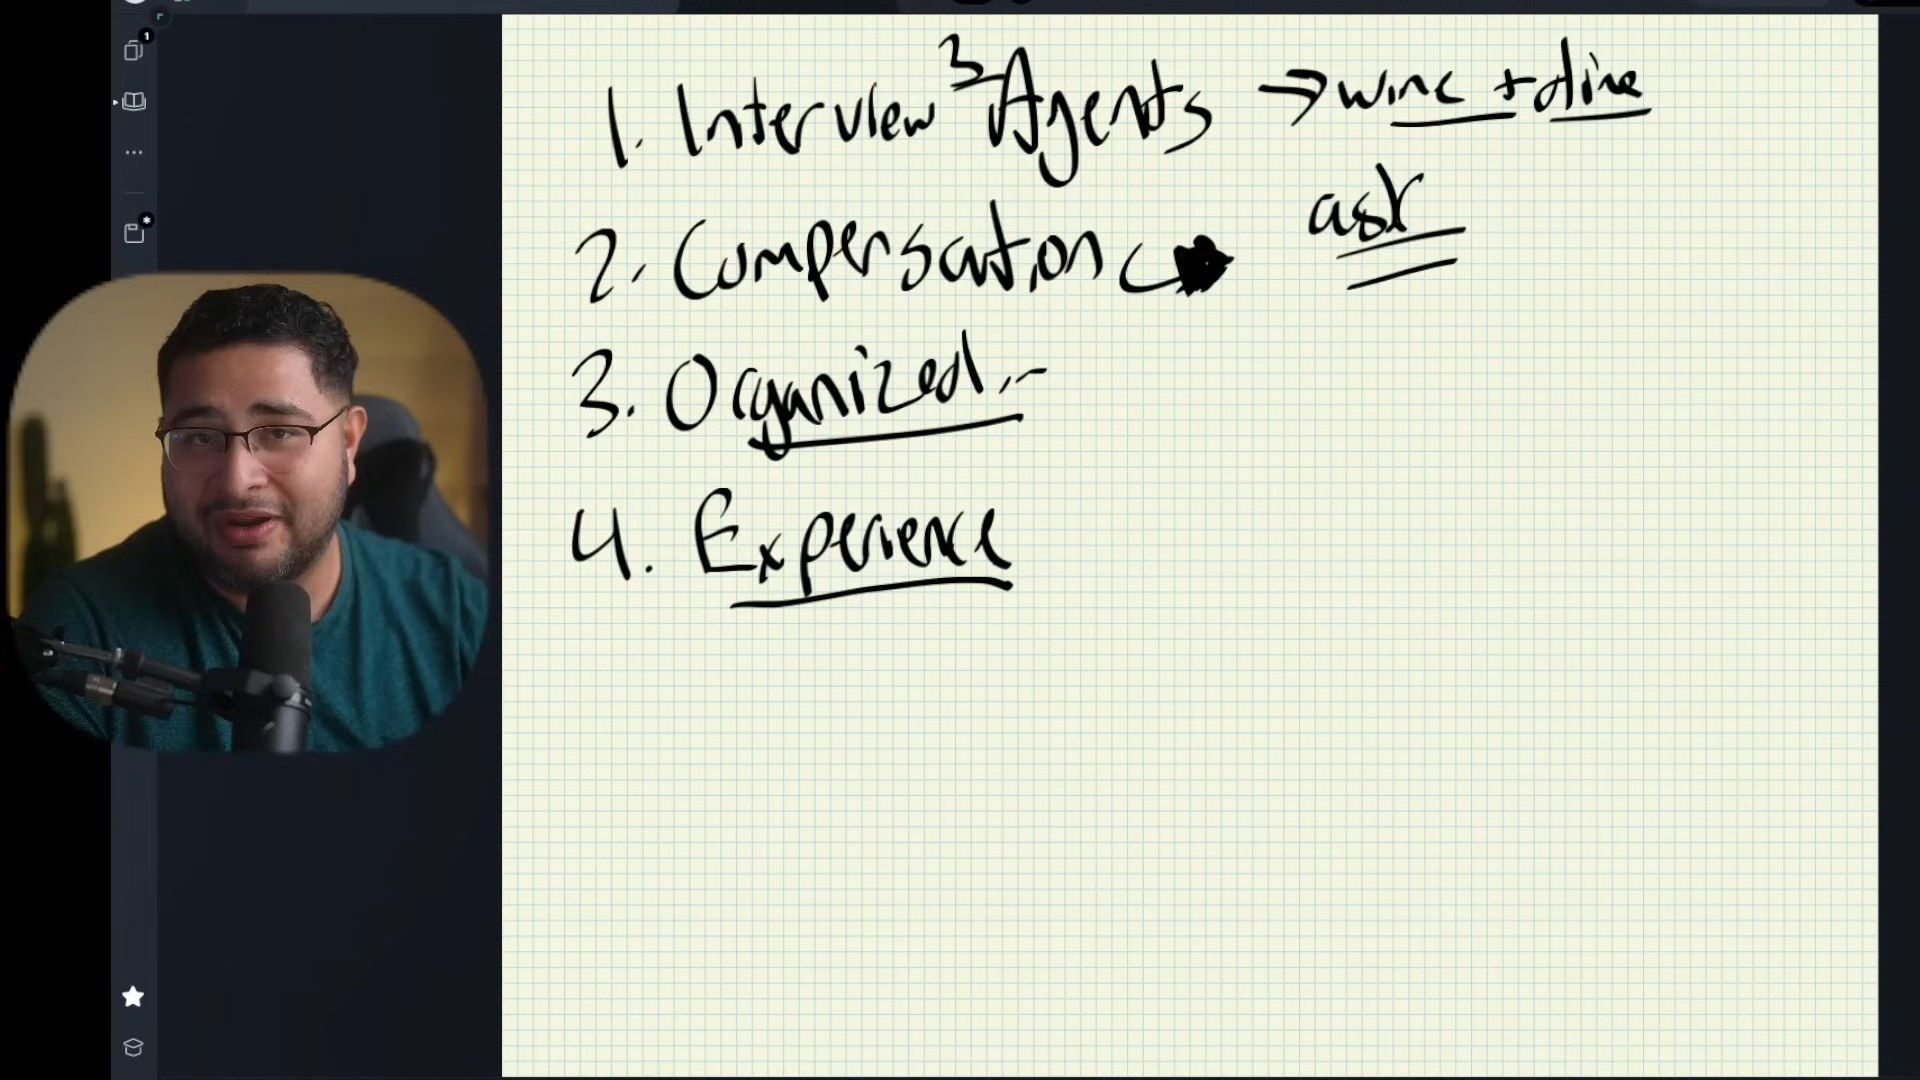 1. Interview 3 Agents → wine + dine
2. Compensation ask
3. Organized
4. Experience